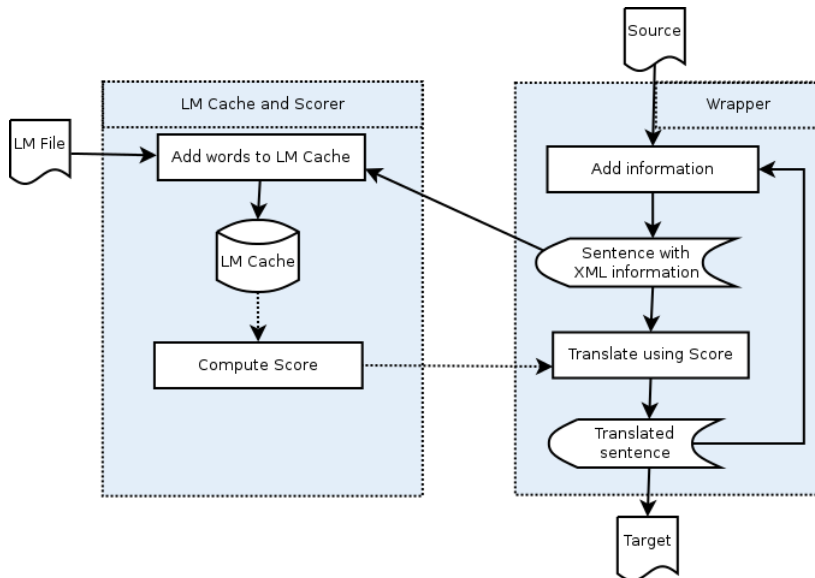 Source
LM Cache and Scorer
Wrapper
LM File
Add words to LM Cache
Add information
LM Cache
Sentence with
XML information
Compute Score
Translate using Score
Translated
sentence
Target